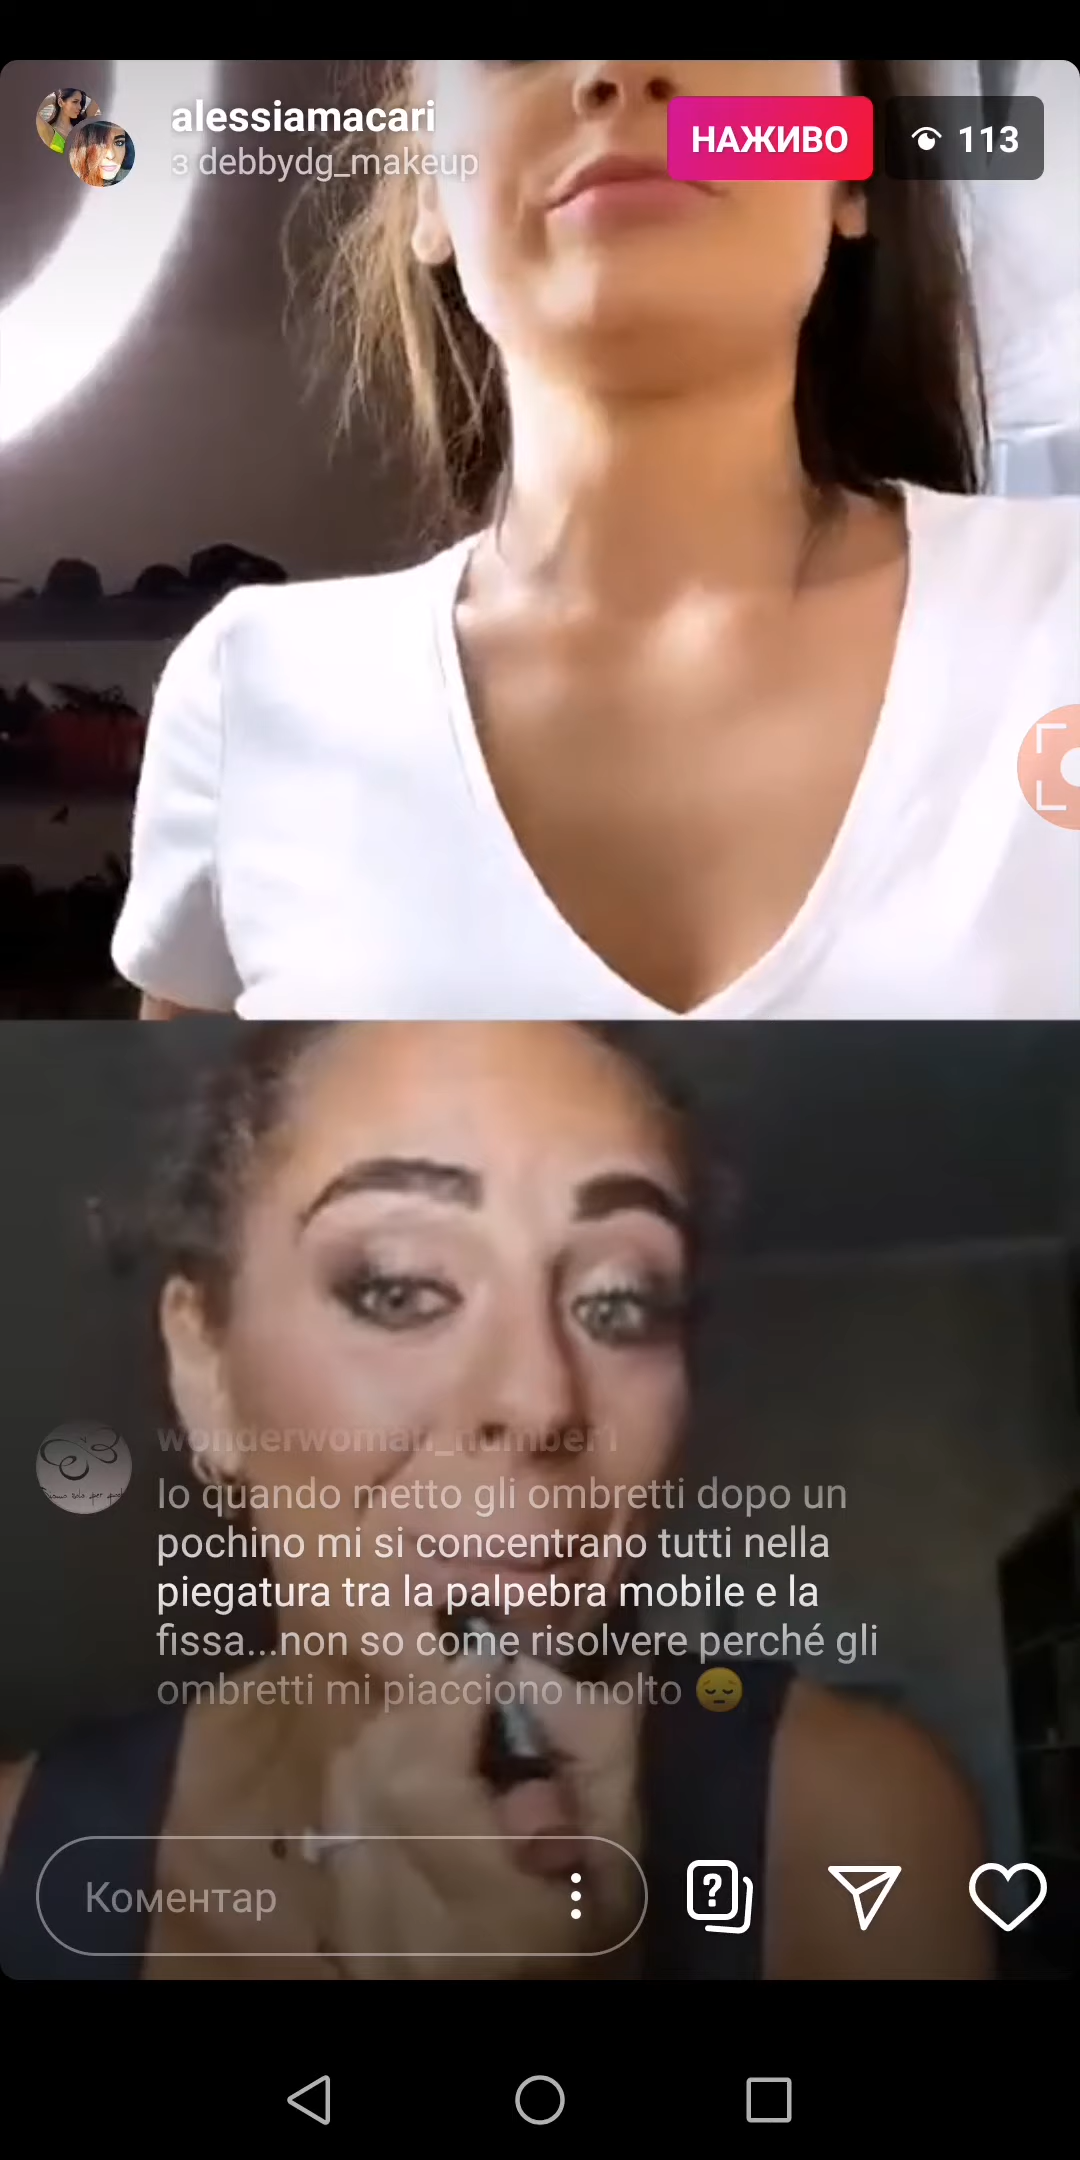 alessiamacari
з debbydg_makeup
НАЖИВО
113
wonderwoman_number1
Io quando metto gli ombretti dopo un
pochino mi si concentrano tutti nella
piegatura tra la palpebra mobile e la
fissa...non so come risolvere perché gli
ombretti mi piacciono molto 😔
Коментар